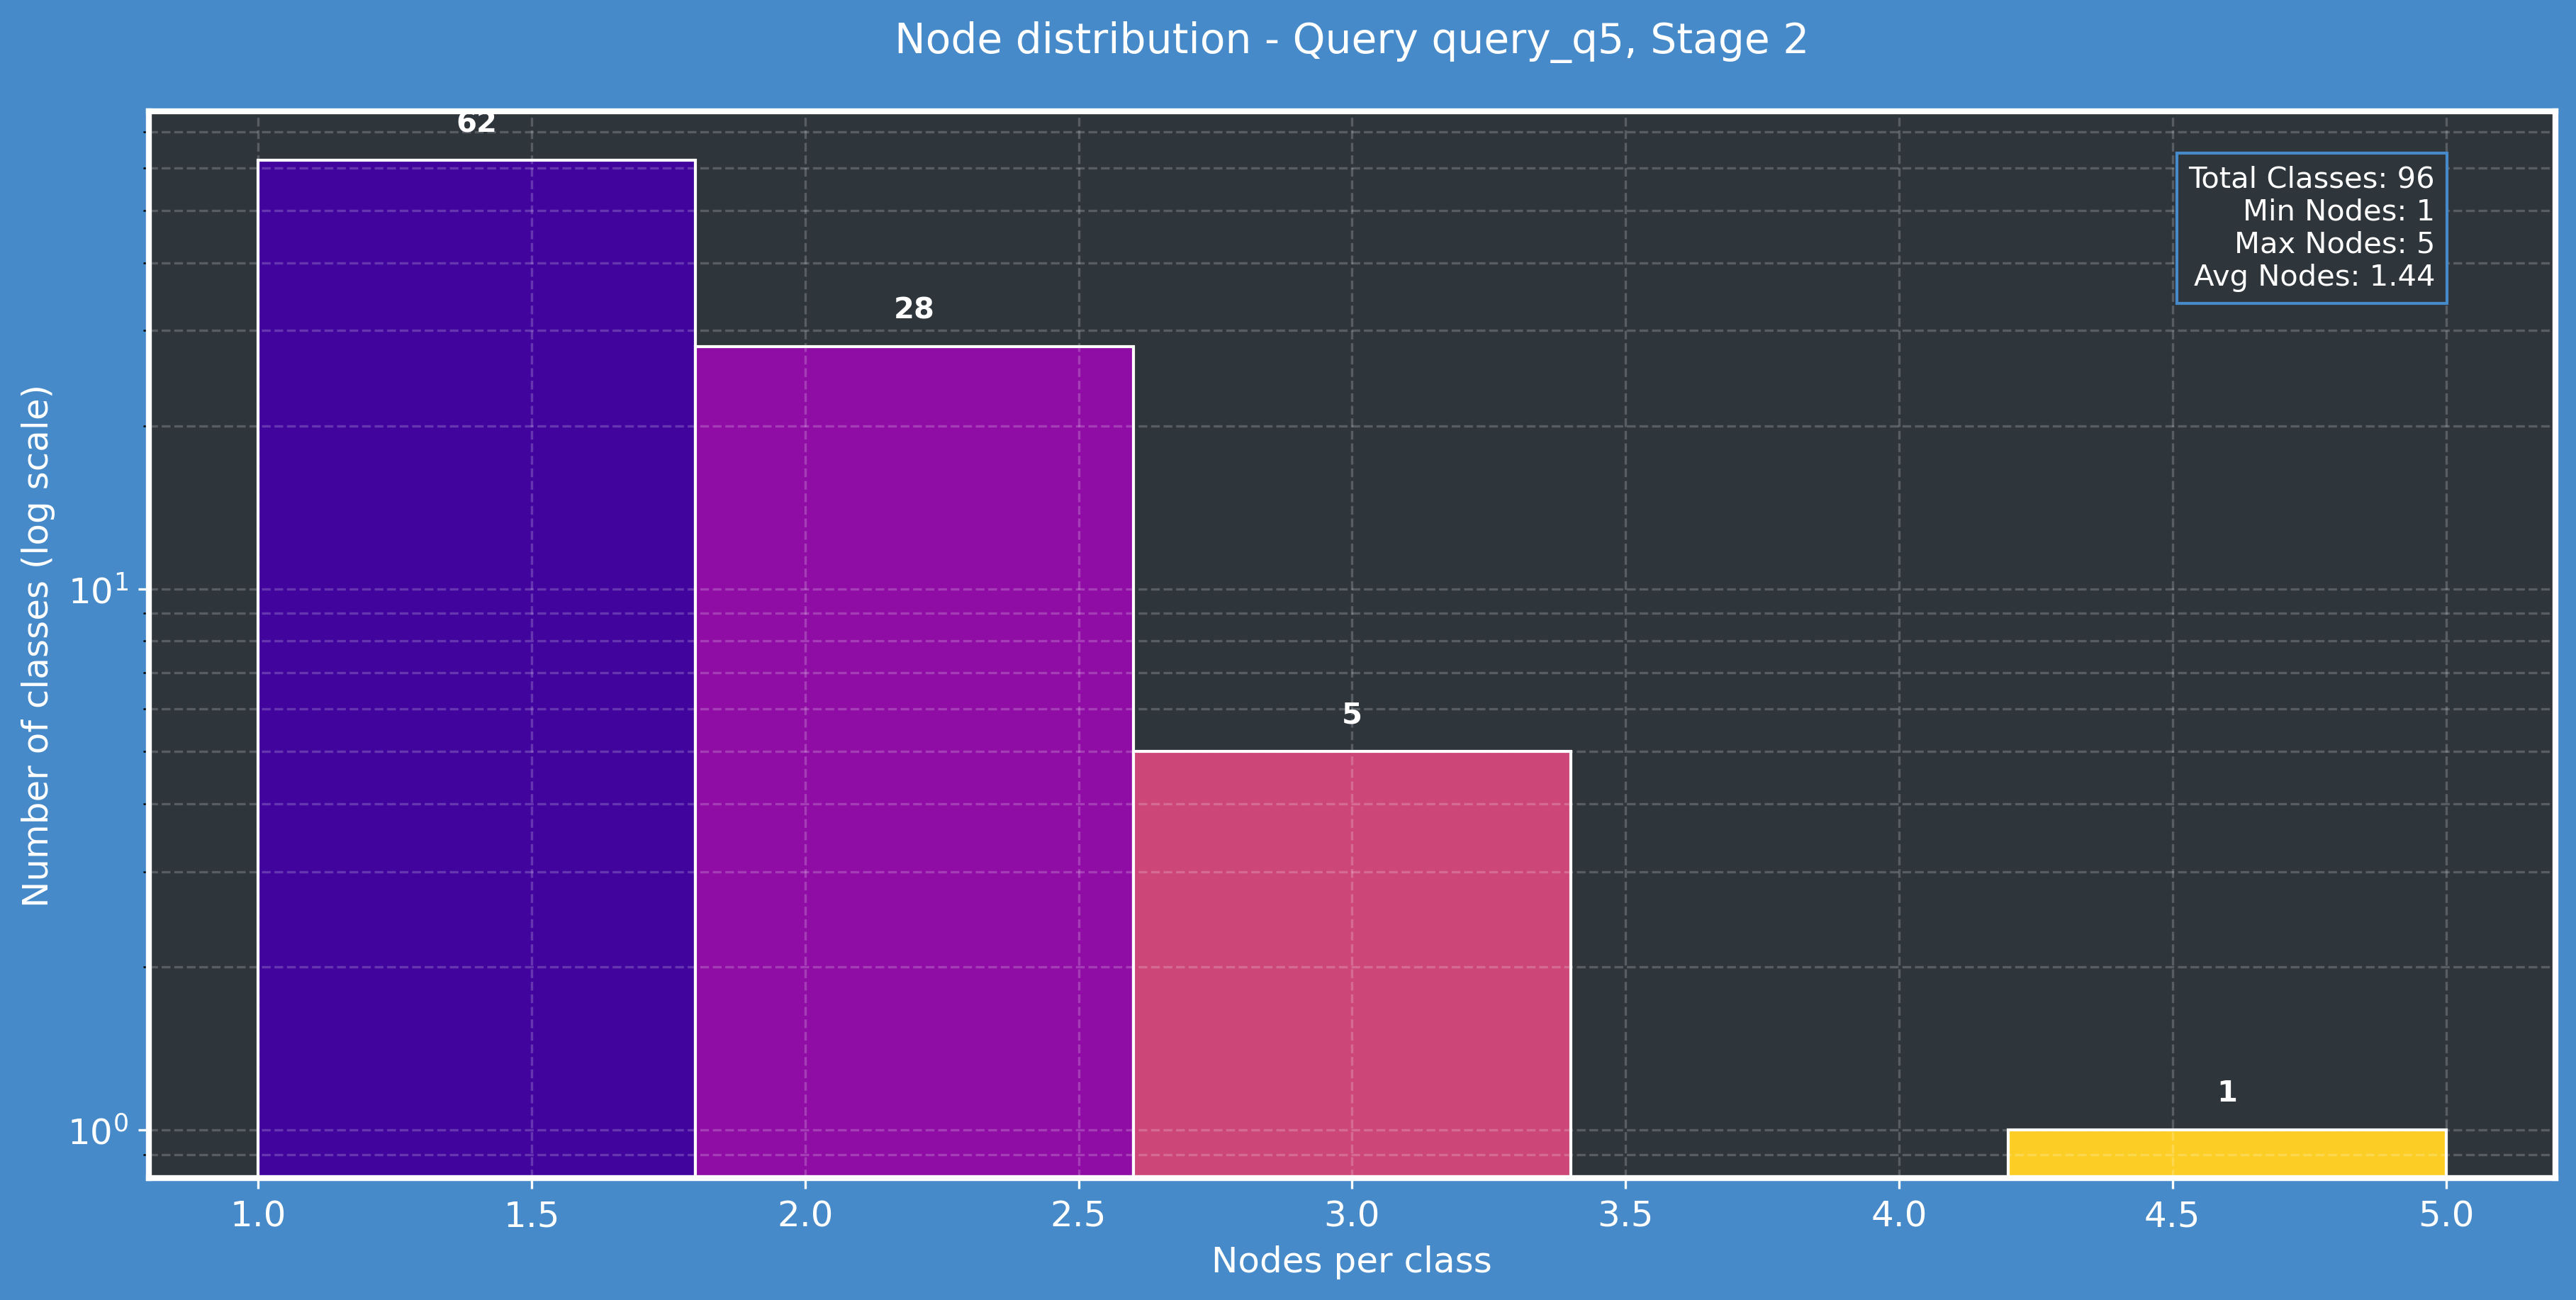 Node distribution - Query query_q5, Stage 2
62
28
5
1
Total Classes: 96
Min Nodes: 1
Max Nodes: 5
Avg Nodes: 1.44
Number of classes (log scale)
10¹
10⁰
1.0 1.5 2.0 2.5 3.0 3.5 4.0 4.5 5.0
Nodes per class